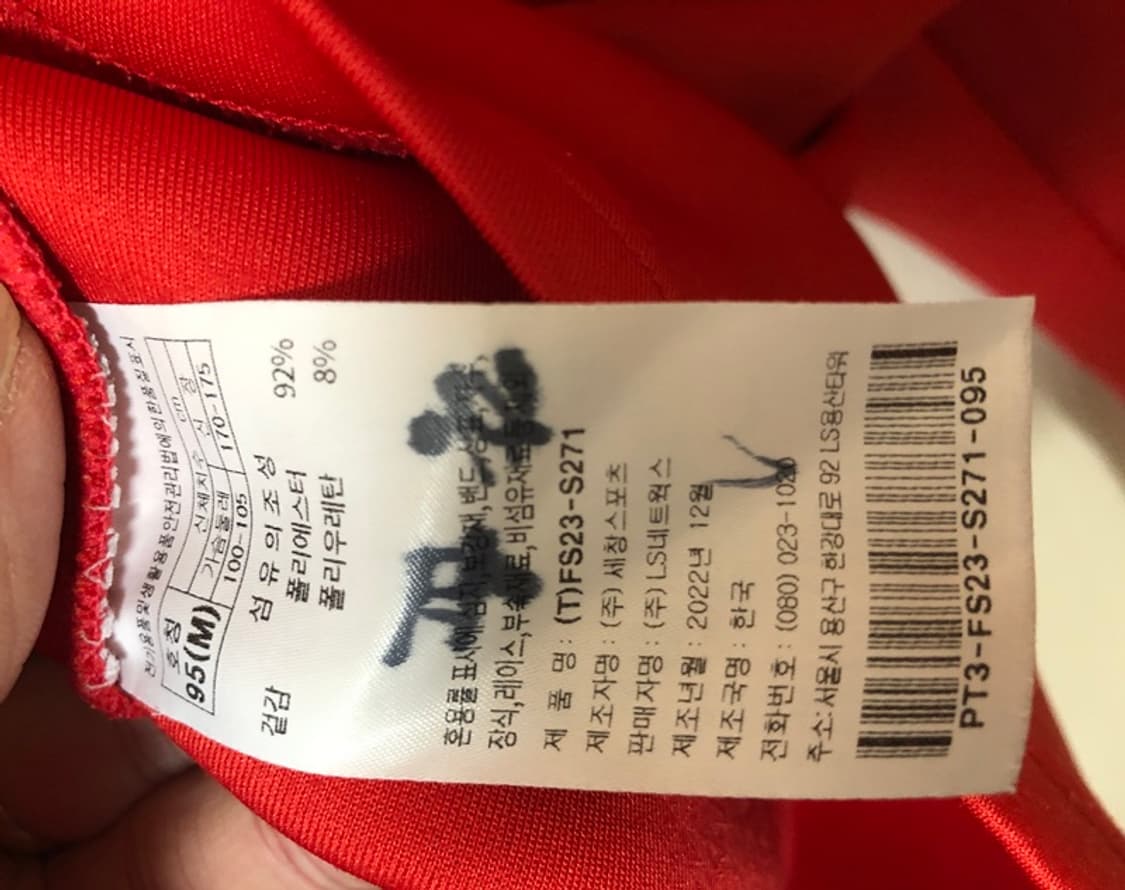 전기용품및생활용품안전관리법에의한품질표시
호칭 신체치수 cm
가슴둘레 신 장
95(M) 100-105 170-175
섬 유 의 조 성
겉감 폴리에스터 92%
폴리우레탄 8%
혼용률 표시에 심지,보강재,밴드,
장식,레이스,부속재료,비섬유재료
제 품 명 : (T)FS23-S271
제조자명 : (주) 세창스포츠
판매자명 : (주) LS네트웍스
제조년월 : 2022년 12월
제조국명 : 한국
전화번호 : (080) 023-1020
주소: 서울시 용산구 한강대로 92 LS용산타워
PT3-FS23-S271-095